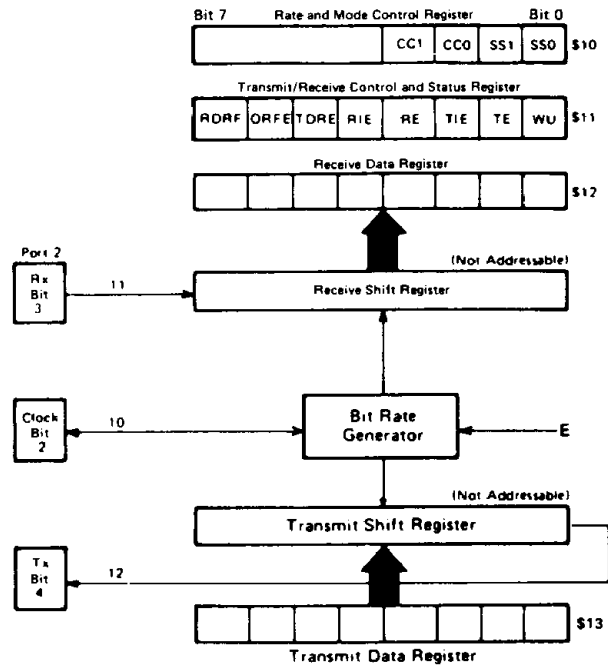 Bit 7 Rate and Mode Control Register Bit 0
CC1 CC0 SS1 SS0 $10
Transmit/Receive Control and Status Register
RDRF ORFE TDRE RIE RE TIE TE WU $11
Receive Data Register
$12
(Not Addressable)
Port 2
Rx
Bit
3
11
Receive Shift Register
Clock
Bit
2
10
Bit Rate
Generator
E
(Not Addressable)
Transmit Shift Register
Tx
Bit
4
12
$13
Transmit Data Register